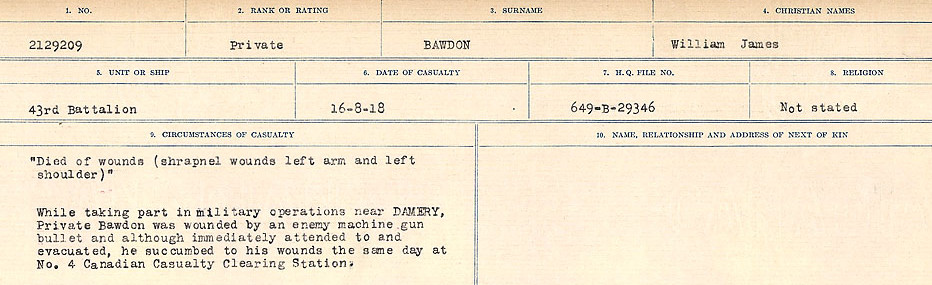 1. NO. 2. RANK OR RATING 3. SURNAME 4. CHRISTIAN NAMES
2129209 Private BAWDON William James
5. UNIT OR SHIP 6. DATE OF CASUALTY 7. H.Q. FILE NO. 8. RELIGION
43rd Battalion 16-8-18 649-B-29346 Not stated
9. CIRCUMSTANCES OF CASUALTY 10. NAME, RELATIONSHIP AND ADDRESS OF NEXT OF KIN
"Died of wounds (shrapnel wounds left arm and left
shoulder)"
While taking part in military operations near DAMERY,
Private Bawdon was wounded by an enemy machine gun
bullet and although immediately attended to and
evacuated, he succumbed to his wounds the same day at
No. 4 Canadian Casualty Clearing Station.